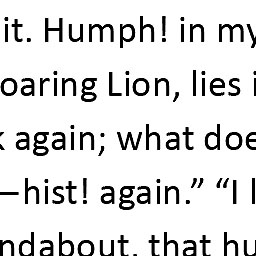 it. Humph! in my
oaring Lion, lies i
k again; what doe
—hist! again.” “I l
ndabout, that hu